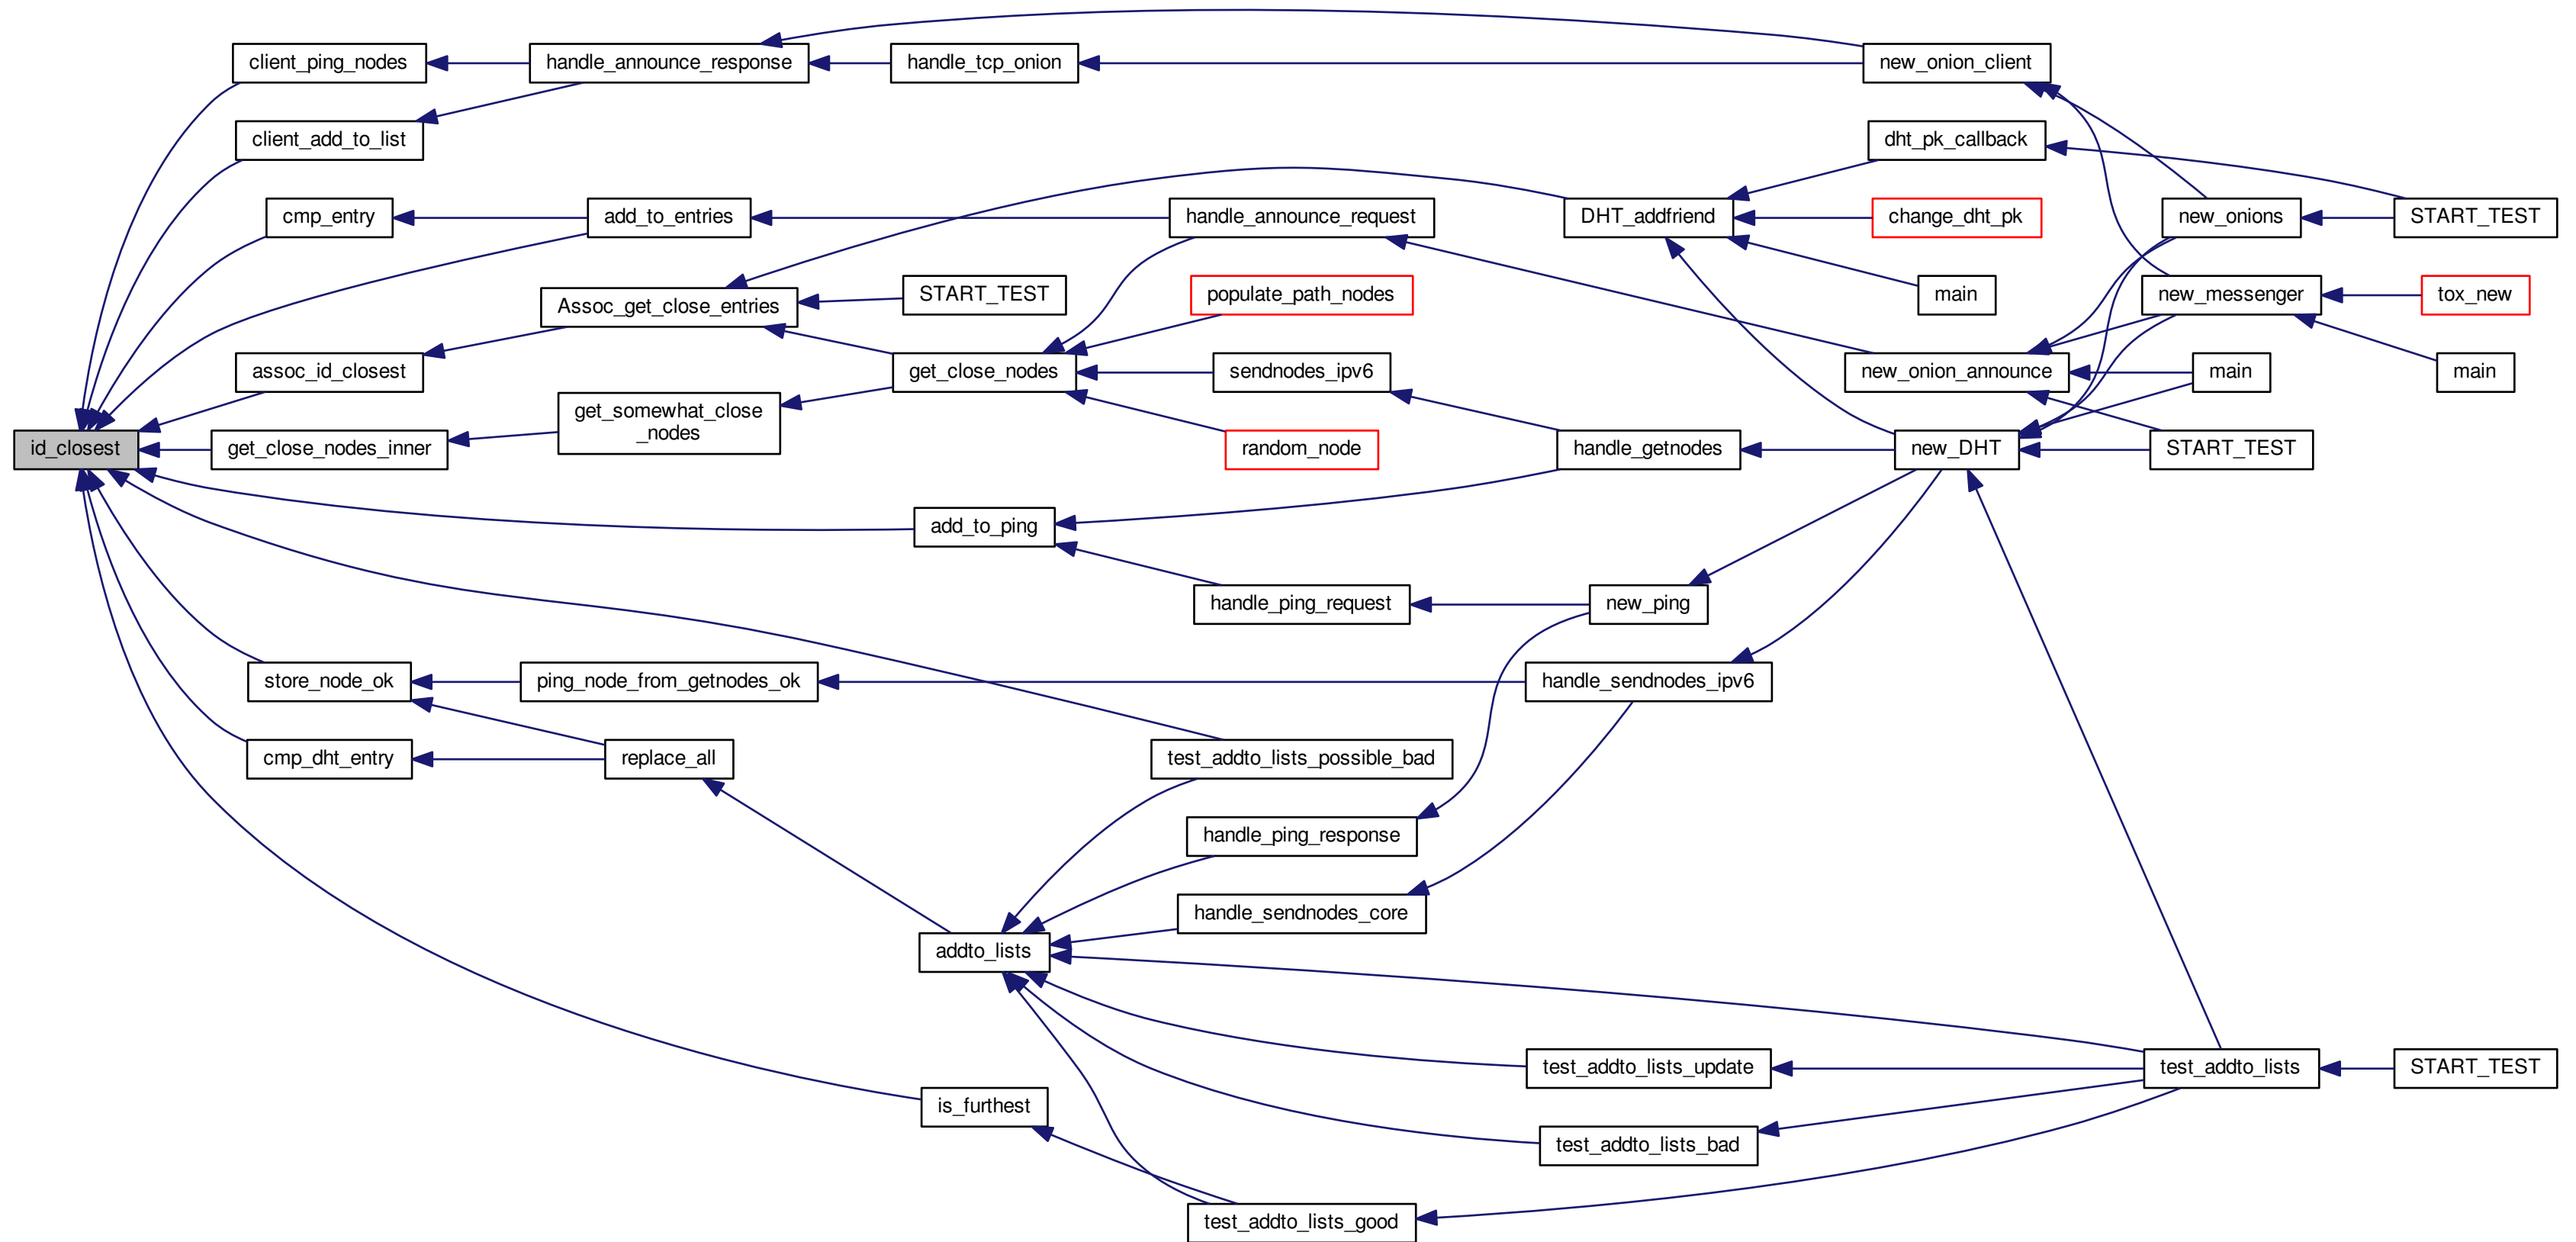 client_ping_nodes
handle_announce_response
handle_tcp_onion
new_onion_client
client_add_to_list
dht_pk_callback
cmp_entry
add_to_entries
handle_announce_request
DHT_addfriend
change_dht_pk
new_onions
START_TEST
Assoc_get_close_entries
START_TEST
populate_path_nodes
main
new_messenger
tox_new
assoc_id_closest
get_close_nodes
sendnodes_ipv6
new_onion_announce
main
main
get_somewhat_close
_nodes
id_closest
get_close_nodes_inner
random_node
handle_getnodes
new_DHT
START_TEST
add_to_ping
handle_ping_request
new_ping
store_node_ok
ping_node_from_getnodes_ok
handle_sendnodes_ipv6
cmp_dht_entry
replace_all
test_addto_lists_possible_bad
handle_ping_response
handle_sendnodes_core
addto_lists
test_addto_lists_update
test_addto_lists
START_TEST
is_furthest
test_addto_lists_bad
test_addto_lists_good